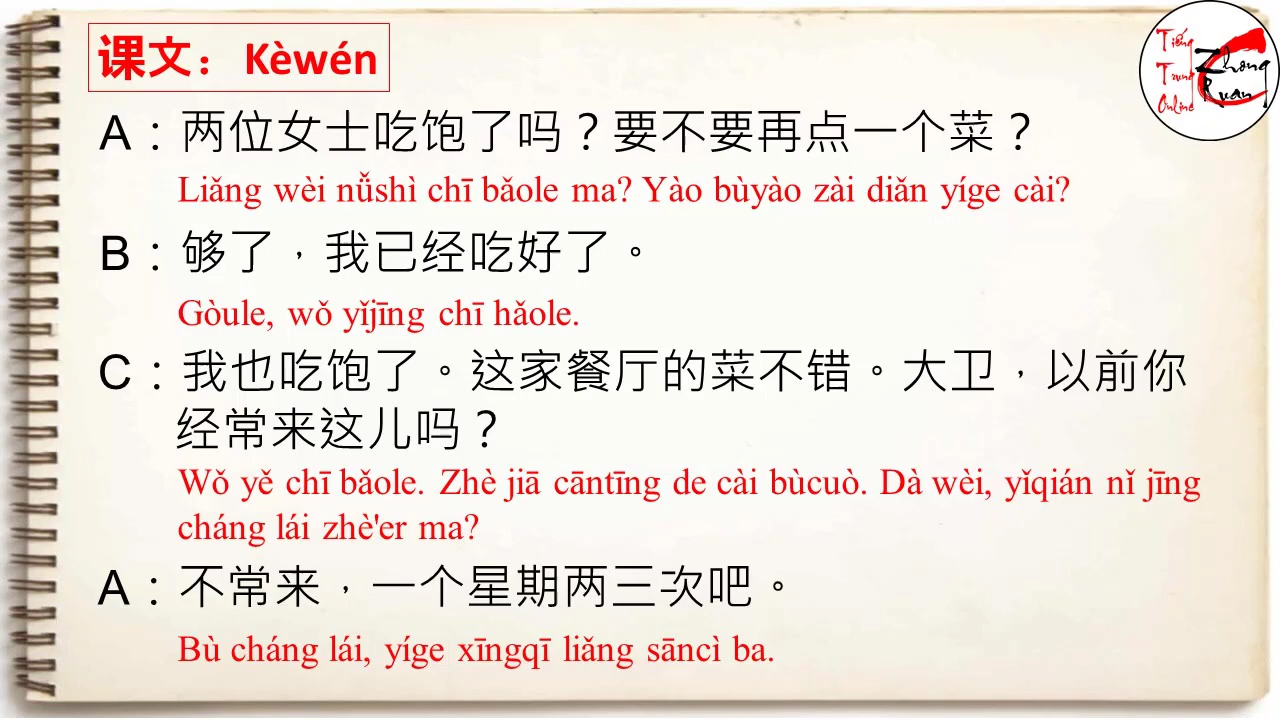 课文：Kèwén
Tiếng
Trung
Online
Zhong
Ruan
A：两位女士吃饱了吗？要不要再点一个菜？
Liǎng wèi nǚshì chī bǎole ma? Yào bùyào zài diǎn yíge cài?
B：够了，我已经吃好了。
Gòule, wǒ yǐjīng chī hǎole.
C：我也吃饱了。这家餐厅的菜不错。大卫，以前你
经常来这儿吗？
Wǒ yě chī bǎole. Zhè jiā cāntīng de cài bùcuò. Dà wèi, yǐqián nǐ jīng
cháng lái zhè'er ma?
A：不常来，一个星期两三次吧。
Bù cháng lái, yíge xīngqī liǎng sāncì ba.